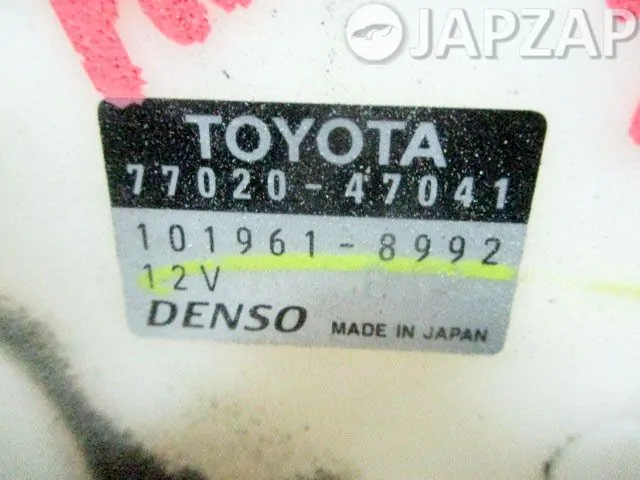 JAPZAP
TOYOTA
77020-47041
101961-8992
12V
DENSO MADE IN JAPAN